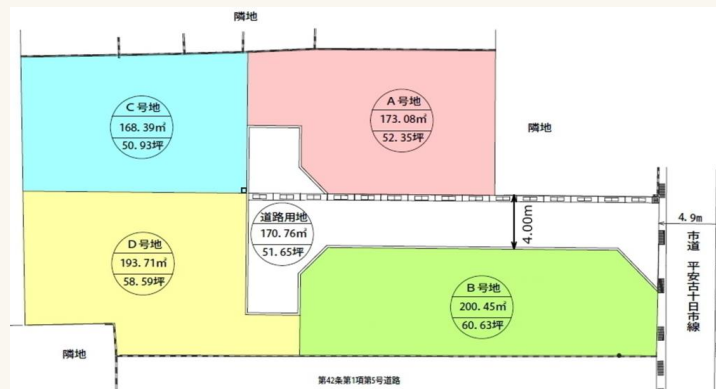 隣地
C号地
168.39㎡
50.93坪
A号地
173.08㎡
52.35坪
隣地
道路用地
170.76㎡
51.65坪
4.00m
4.9m
市道 平安古十日市線
D号地
193.71㎡
58.59坪
B号地
200.45㎡
60.63坪
隣地
第42条第1項第5号道路